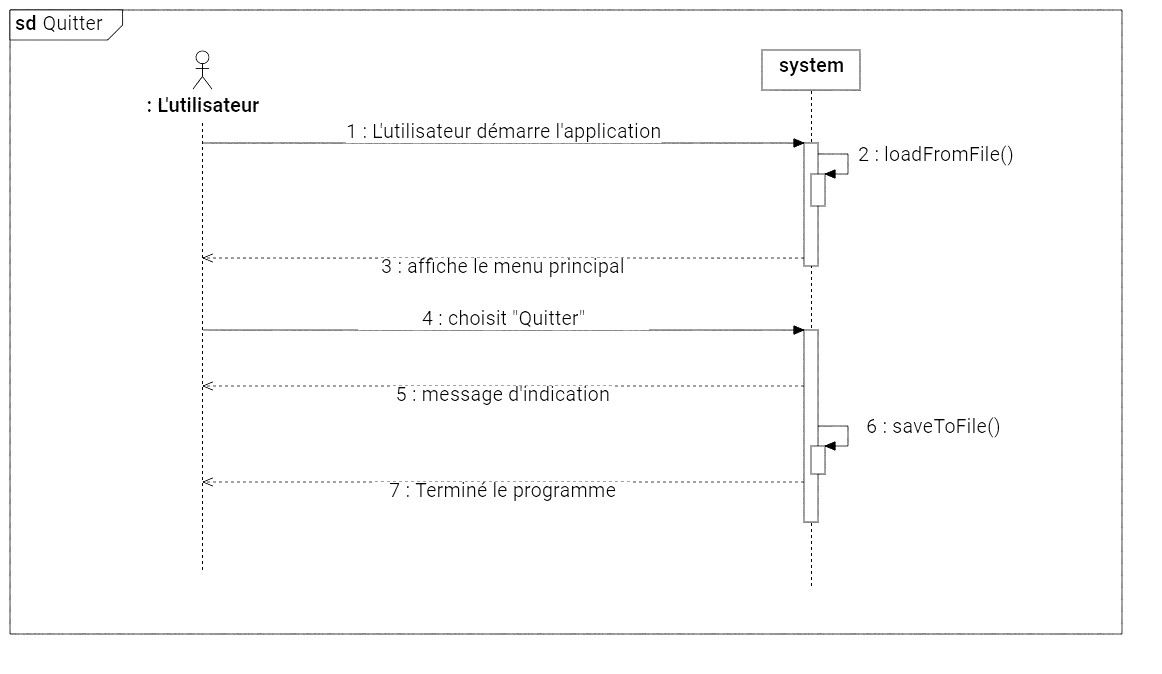 sd Quitter
: L'utilisateur
system
1 : L'utilisateur démarre l'application
2 : loadFromFile()
3 : affiche le menu principal
4 : choisit "Quitter"
5 : message d'indication
6 : saveToFile()
7 : Terminé le programme